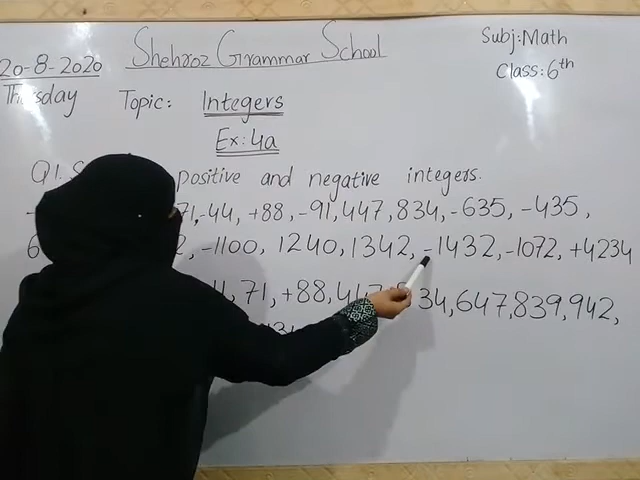 Shehroz Grammar School
Subj:Math
20-8-2020
Class:6th
Thursday
Topic: Integers
Ex:4a
Q1. positive and negative integers.
71,-44, +88, -91,447,834, -635, -435,
2, -1100, 1240, 1342, -1432, -1072, +4234
71, +88, 447, 834, 647, 839, 942,